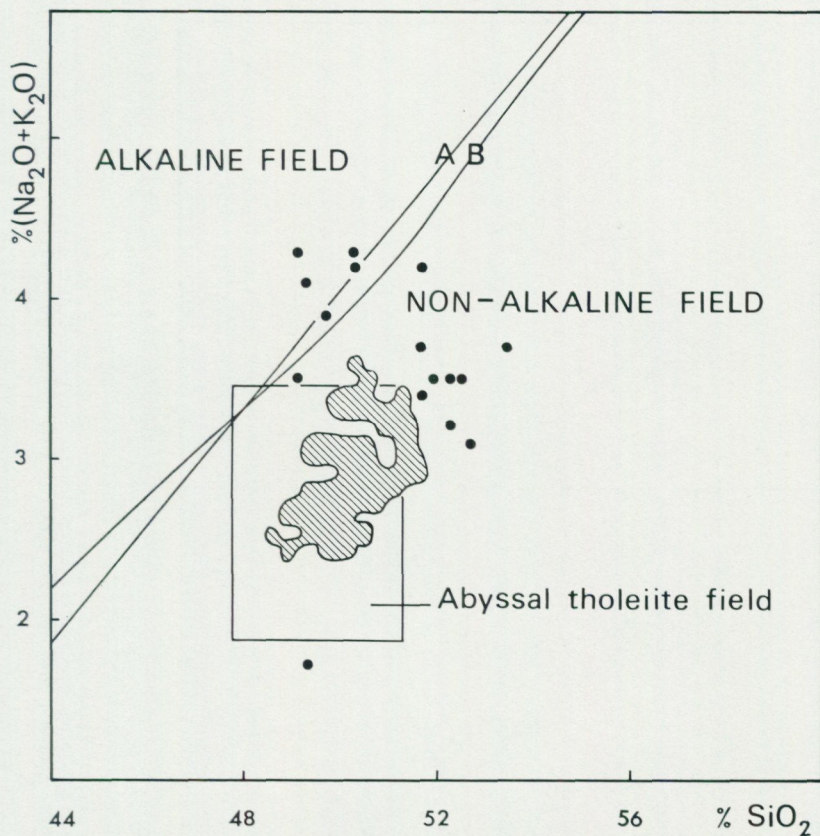 %(Na₂O+K₂O)
ALKALINE FIELD
A B
4
NON-ALKALINE FIELD
3
Abyssal tholeiite field
2
44 48 52 56 % SiO₂